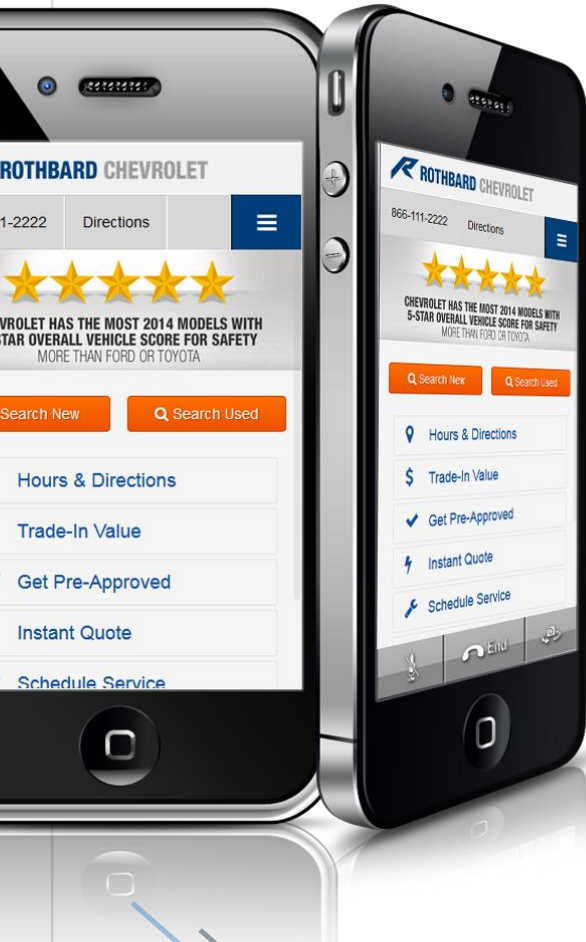 ROTHBARD CHEVROLET
1-2222 Directions
VROLET HAS THE MOST 2014 MODELS WITH
STAR OVERALL VEHICLE SCORE FOR SAFETY
MORE THAN FORD OR TOYOTA
Search New Search Used
Hours & Directions
Trade-In Value
Get Pre-Approved
Instant Quote
Schedule Service
ROTHBARD CHEVROLET
866-111-2222 Directions
CHEVROLET HAS THE MOST 2014 MODELS WITH
5-STAR OVERALL VEHICLE SCORE FOR SAFETY
MORE THAN FORD OR TOYOTA
Search New Search Used
Hours & Directions
$ Trade-In Value
Get Pre-Approved
Instant Quote
Schedule Service
End